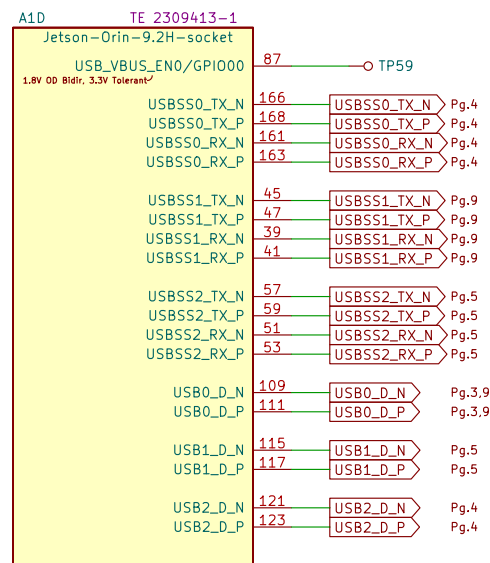 A1D TE 2309413-1
Jetson-Orin-9.2H-socket
USB_VBUS_EN0/GPIO00 87 TP59
1.8V OD Bidir, 3.3V Tolerant
USBSS0_TX_N 166 USBSS0_TX_N Pg.4
USBSS0_TX_P 168 USBSS0_TX_P Pg.4
USBSS0_RX_N 161 USBSS0_RX_N Pg.4
USBSS0_RX_P 163 USBSS0_RX_P Pg.4
USBSS1_TX_N 45 USBSS1_TX_N Pg.9
USBSS1_TX_P 47 USBSS1_TX_P Pg.9
USBSS1_RX_N 39 USBSS1_RX_N Pg.9
USBSS1_RX_P 41 USBSS1_RX_P Pg.9
USBSS2_TX_N 57 USBSS2_TX_N Pg.5
USBSS2_TX_P 59 USBSS2_TX_P Pg.5
USBSS2_RX_N 51 USBSS2_RX_N Pg.5
USBSS2_RX_P 53 USBSS2_RX_P Pg.5
USB0_D_N 109 USB0_D_N Pg.3,9
USB0_D_P 111 USB0_D_P Pg.3,9
USB1_D_N 115 USB1_D_N Pg.5
USB1_D_P 117 USB1_D_P Pg.5
USB2_D_N 121 USB2_D_N Pg.4
USB2_D_P 123 USB2_D_P Pg.4